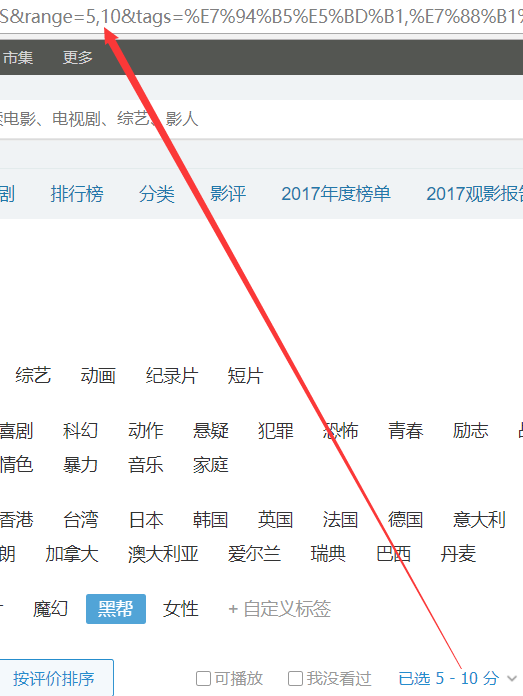 S&range=5,10&tags=%E7%94%B5%E5%BD%B1,%E7%88%B1%
市集 更多
电影、电视剧、综艺、影人
剧 排行榜 分类 影评 2017年度榜单 2017观影报告
综艺 动画 纪录片 短片
喜剧 科幻 动作 悬疑 犯罪 恐怖 青春 励志
情色 暴力 音乐 家庭
香港 台湾 日本 韩国 英国 法国 德国 意大利
朗 加拿大 澳大利亚 爱尔兰 瑞典 巴西 丹麦
魔幻 黑帮 女性 + 自定义标签
按评价排序 可播放 我没看过 已选 5 - 10 分